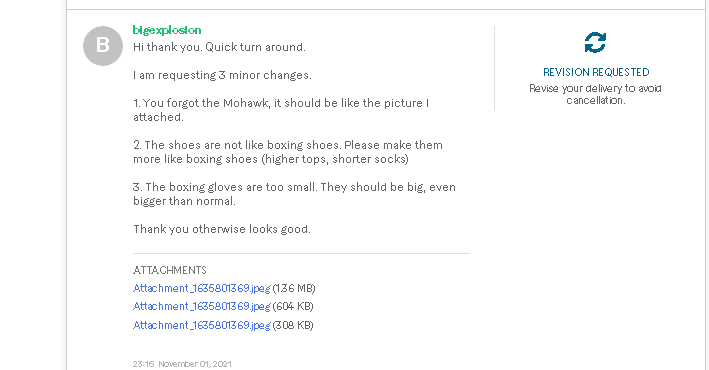 B
bigexplosion
Hi thank you. Quick turn around.
I am requesting 3 minor changes.
1. You forgot the Mohawk, it should be like the picture I
attached.
2. The shoes are not like boxing shoes. Please make them
more like boxing shoes (higher tops, shorter socks)
3. The boxing gloves are too small. They should be big, even
bigger than normal.
Thank you otherwise looks good.
ATTACHMENTS
Attachment_1635801369.jpeg (1.36 MB)
Attachment_1635801369.jpeg (604 KB)
Attachment_1635801369.jpeg (308 KB)
23:16 November 01, 2021
REVISION REQUESTED
Revise your delivery to avoid
cancellation.